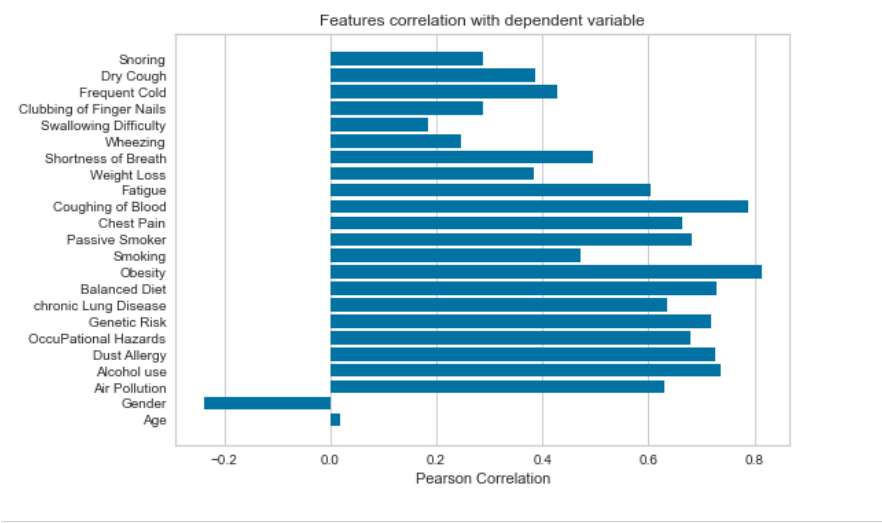 Features correlation with dependent variable
Snoring
Dry Cough
Frequent Cold
Clubbing of Finger Nails
Swallowing Difficulty
Wheezing
Shortness of Breath
Weight Loss
Fatigue
Coughing of Blood
Chest Pain
Passive Smoker
Smoking
Obesity
Balanced Diet
chronic Lung Disease
Genetic Risk
OccuPational Hazards
Dust Allergy
Alcohol use
Air Pollution
Gender
Age
−0.2 0.0 0.2 0.4 0.6 0.8
Pearson Correlation